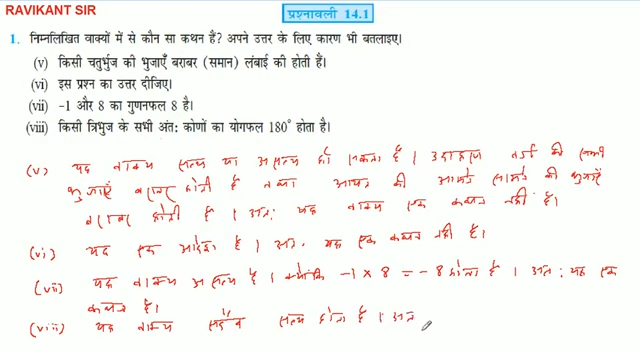 RAVIKANT SIR
प्रश्नावली 14.1
1. निम्नलिखित वाक्यों में से कौन सा कथन हैं? अपने उत्तर के लिए कारण भी बतलाइए।
(v) किसी चतुर्भुज की भुजाएँ बराबर (समान) लंबाई की होती हैं।
(vi) इस प्रश्न का उत्तर दीजिए।
(vii) -1 और 8 का गुणनफल 8 है।
(viii) किसी त्रिभुज के सभी अंत: कोणों का योगफल 180° होता है।
(v) यह वाक्य सत्य या असत्य हो सकता है । उदाहरण वर्ग की सभी
भुजाएँ बराबर होती है तथा आयत की आमने सामने की भुजाएँ
बराबर होती है । अत: यह वाक्य एक कथन नहीं है।
(vi) यह एक आदेश है । अत: यह एक कथन नहीं है।
(vii) यह वाक्य असत्य है । क्योंकि -1 × 8 = -8 होता है । अत: यह एक
कथन है।
(viii) यह वाक्य सदैव सत्य होता है । अत